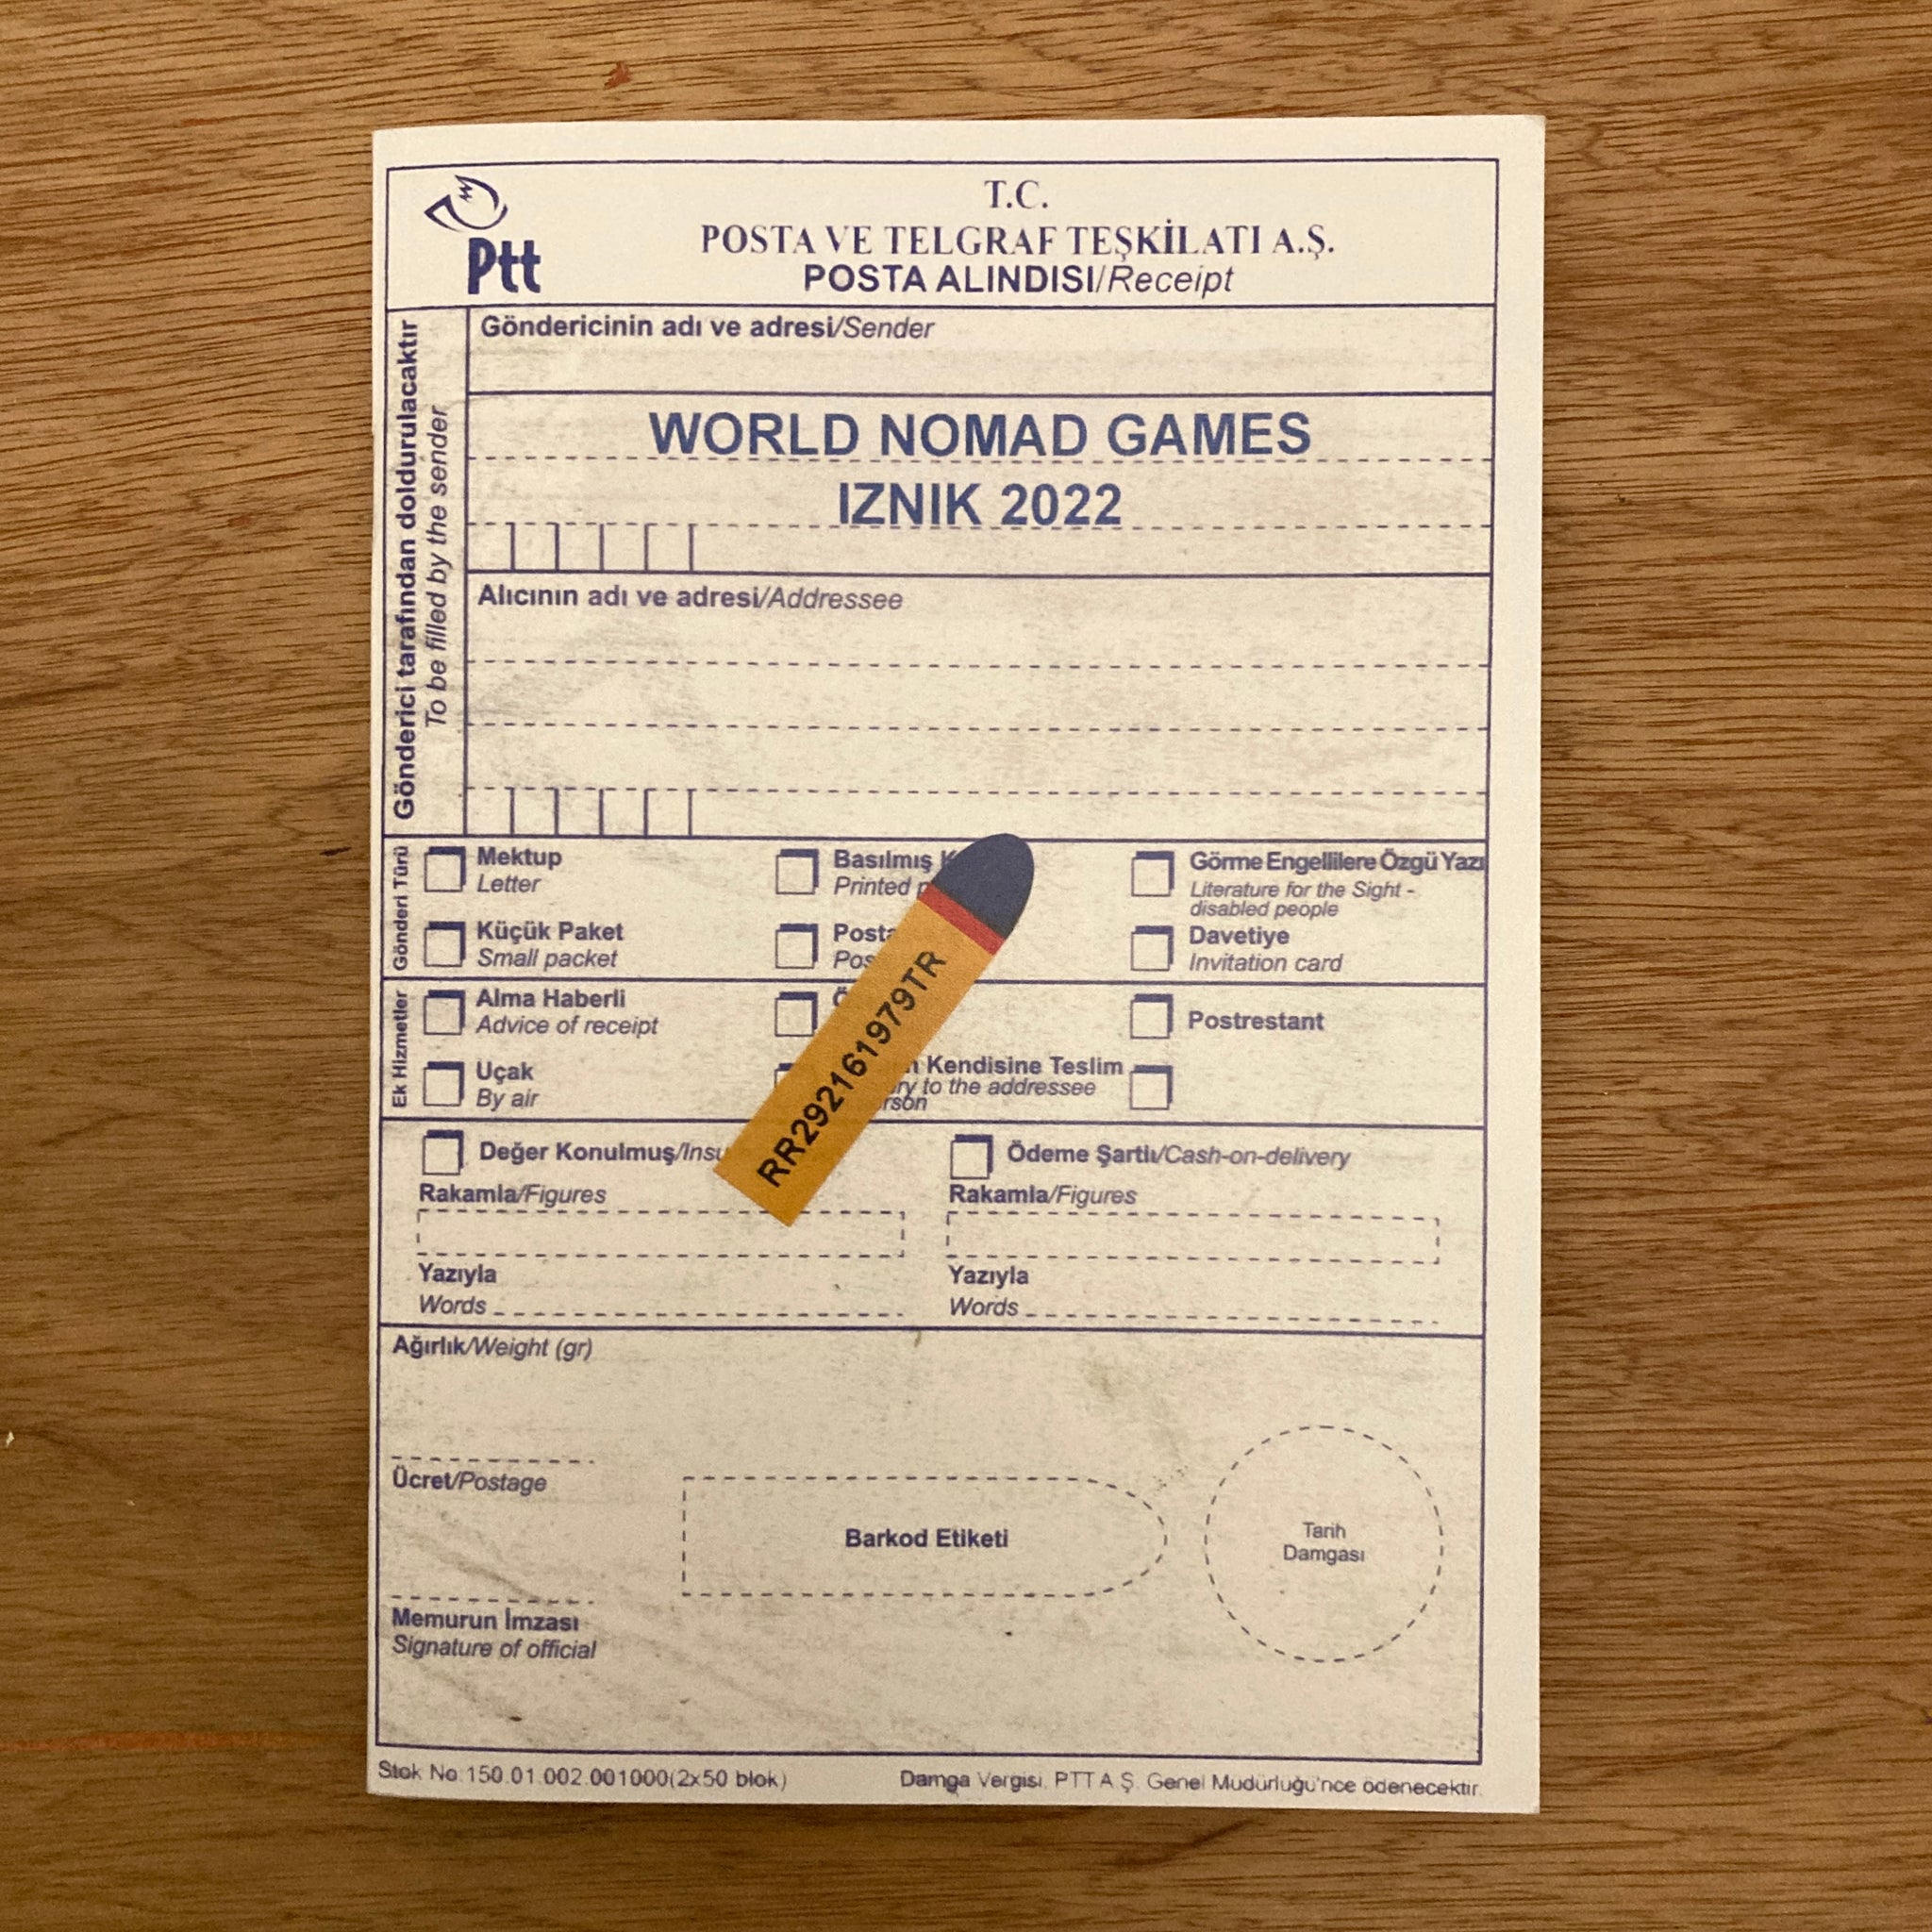 Ptt
T.C.
POSTA VE TELGRAF TEŞKİLATI A.Ş.
POSTA ALINDISI/Receipt
Gönderici tarafından doldurulacaktır
To be filled by the sender
Göndericinin adı ve adresi/Sender
WORLD NOMAD GAMES
IZNIK 2022
Alıcının adı ve adresi/Addressee
Gönderi Türü
Mektup
Letter
Basılmış
Printed
Görme Engellilere Özgü Yazı
Literature for the Sight -
disabled people
Küçük Paket
Small packet
Davetiye
Invitation card
Ek Hizmetler
Alma Haberli
Advice of receipt
Postrestant
Uçak
By air
Kendisine Teslim
to the addressee
RR292161979TR
Değer Konulmuş/
Ödeme Şartlı/Cash-on-delivery
Rakamla/Figures
Rakamla/Figures
Yazıyla
Words
Yazıyla
Words
Ağırlık/Weight (gr)
Ücret/Postage
Barkod Etiketi
Tarih
Damgası
Memurun İmzası
Signature of official
Stok No:150.01.002.001000(2x50 blok)
Damga Vergisi, PTT A.Ş. Genel Müdürlüğü'nce ödenecektir.